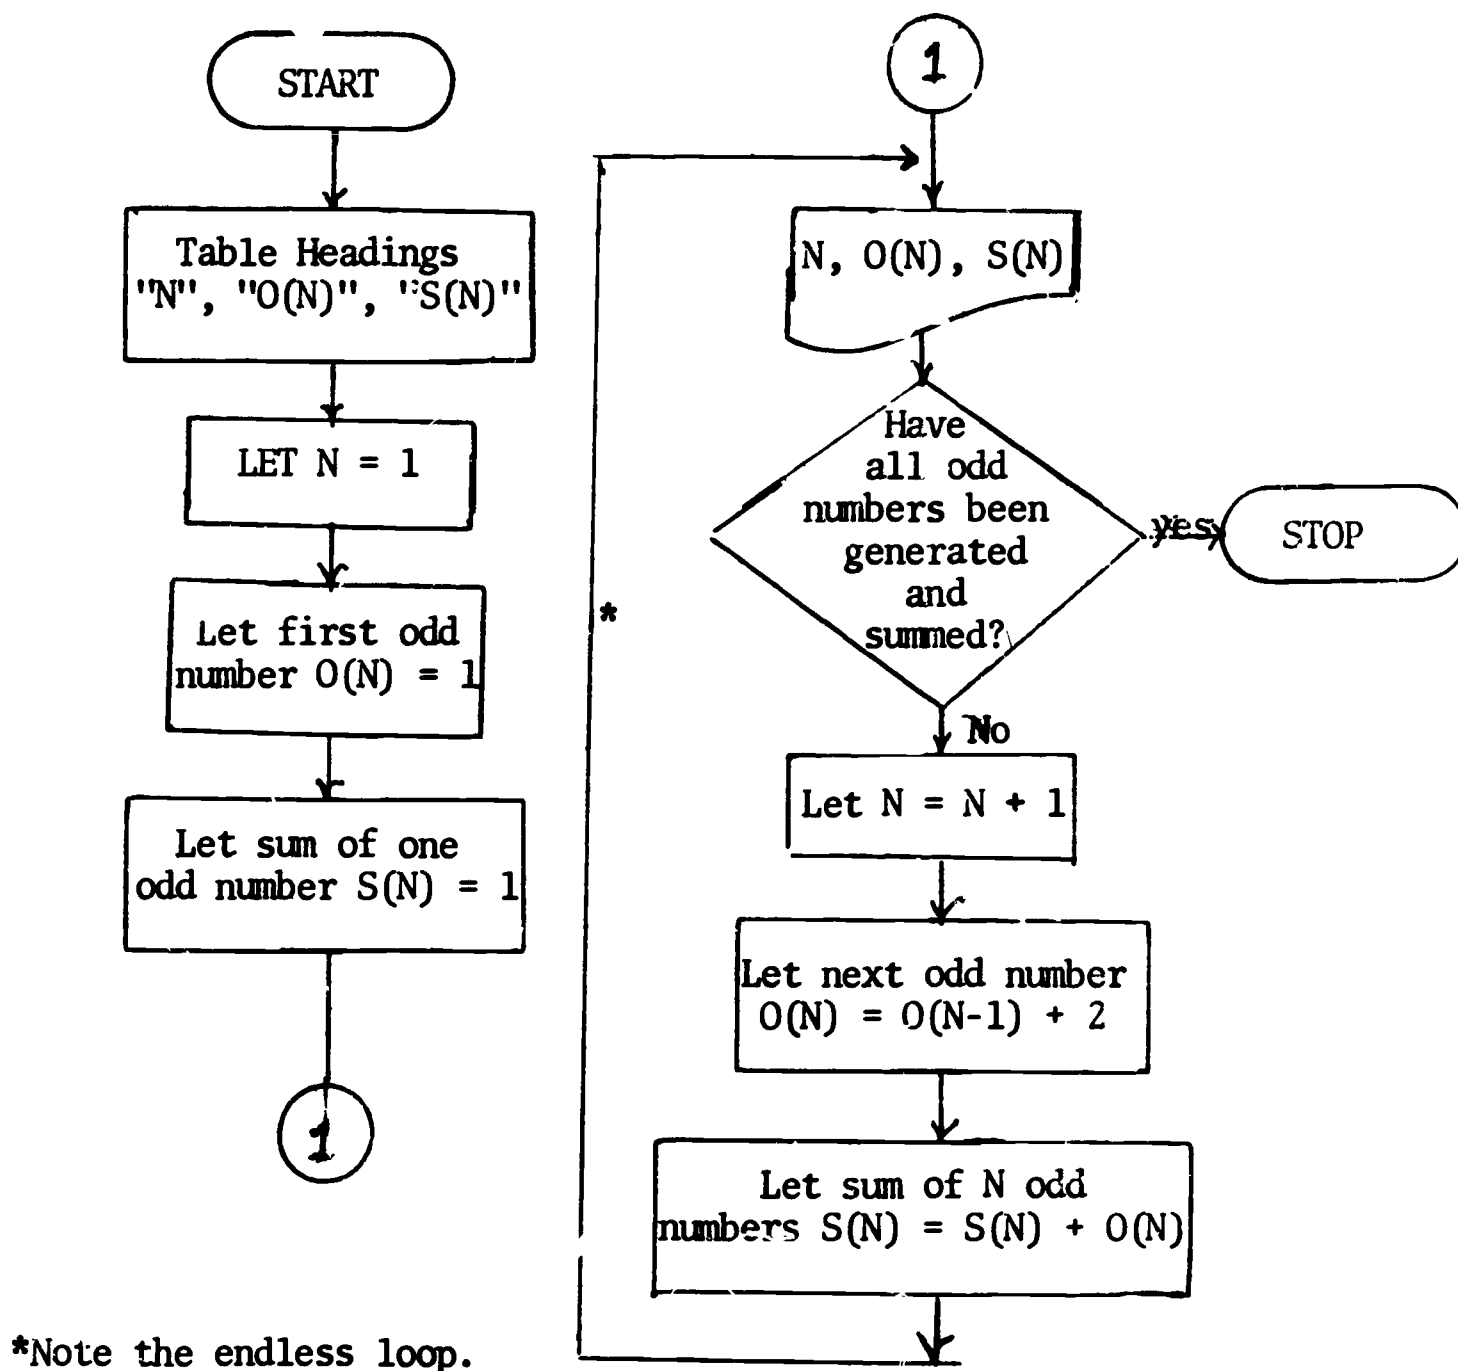 START
Table Headings
"N", "O(N)", "S(N)"
LET N = 1
Let first odd
number O(N) = 1
Let sum of one
odd number S(N) = 1
1
1
N, O(N), S(N)
Have
all odd
numbers been
generated
and
summed?
yes
STOP
No
Let N = N + 1
Let next odd number
O(N) = O(N-1) + 2
Let sum of N odd
numbers S(N) = S(N) + O(N)
*
*Note the endless loop.